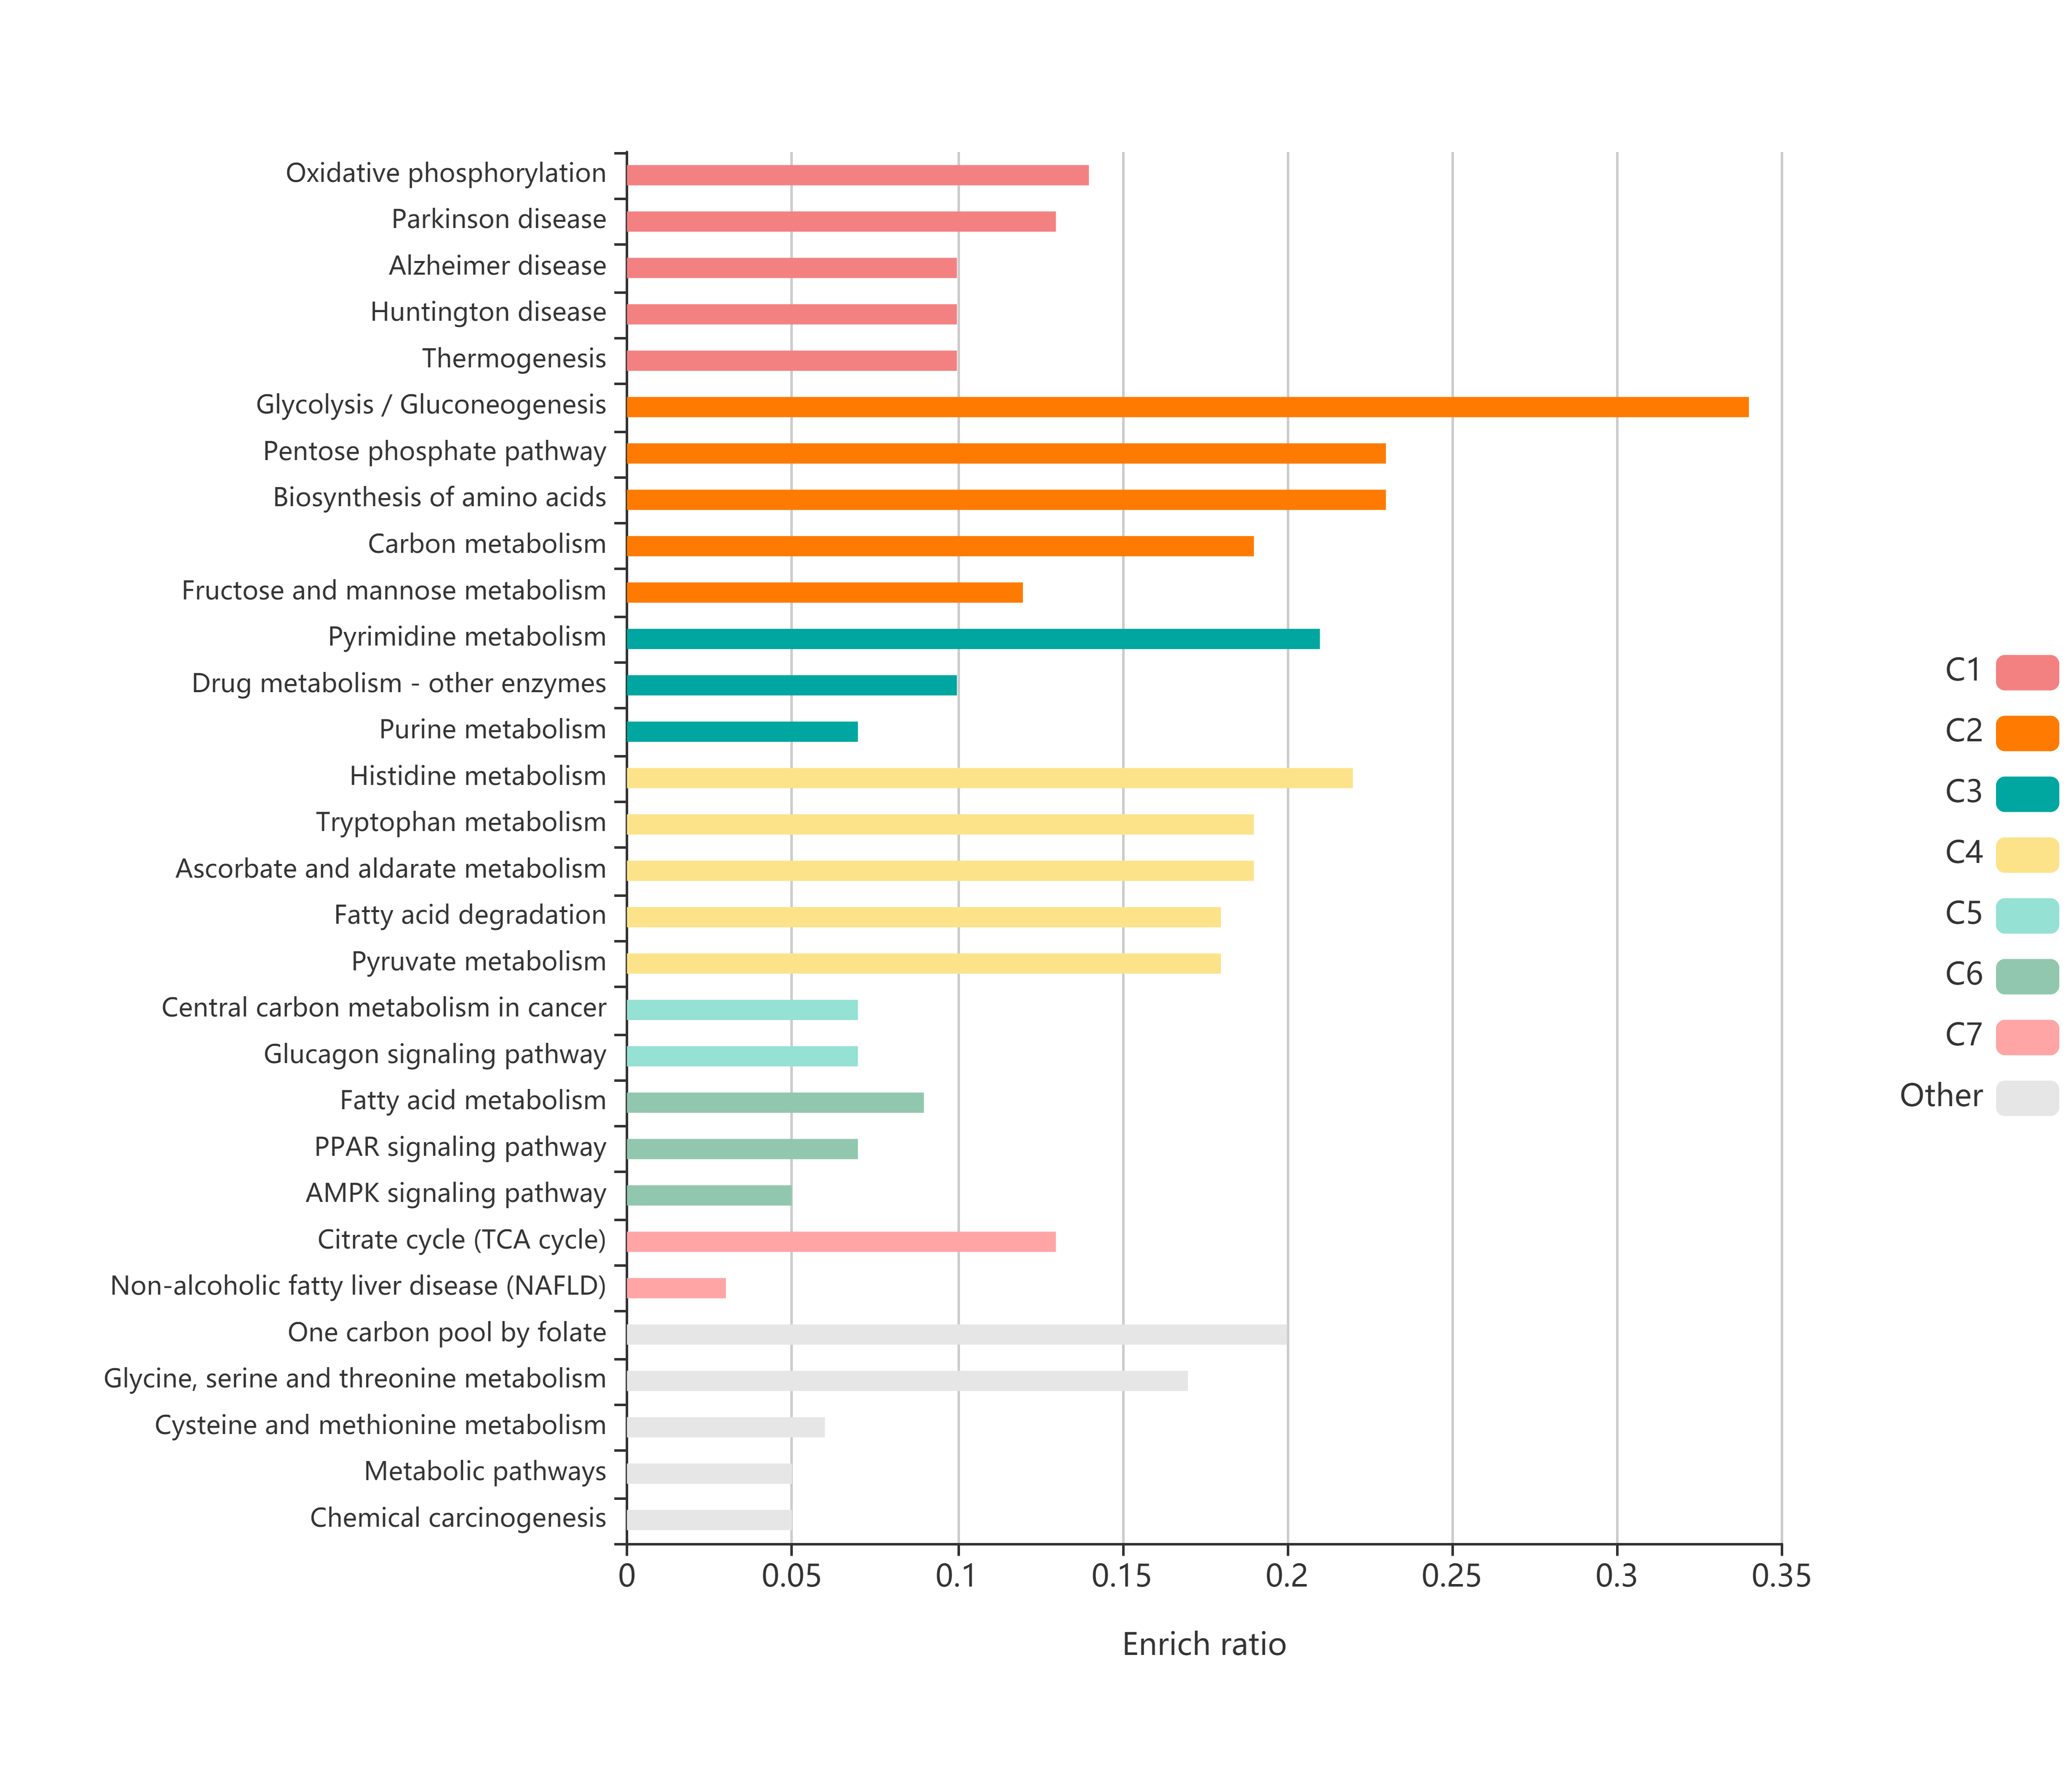 Oxidative phosphorylation
Parkinson disease
Alzheimer disease
Huntington disease
Thermogenesis
Glycolysis / Gluconeogenesis
Pentose phosphate pathway
Biosynthesis of amino acids
Carbon metabolism
Fructose and mannose metabolism
Pyrimidine metabolism
Drug metabolism - other enzymes
Purine metabolism
Histidine metabolism
Tryptophan metabolism
Ascorbate and aldarate metabolism
Fatty acid degradation
Pyruvate metabolism
Central carbon metabolism in cancer
Glucagon signaling pathway
Fatty acid metabolism
PPAR signaling pathway
AMPK signaling pathway
Citrate cycle (TCA cycle)
Non-alcoholic fatty liver disease (NAFLD)
One carbon pool by folate
Glycine, serine and threonine metabolism
Cysteine and methionine metabolism
Metabolic pathways
Chemical carcinogenesis
0 0.05 0.1 0.15 0.2 0.25 0.3 0.35
Enrich ratio
C1
C2
C3
C4
C5
C6
C7
Other